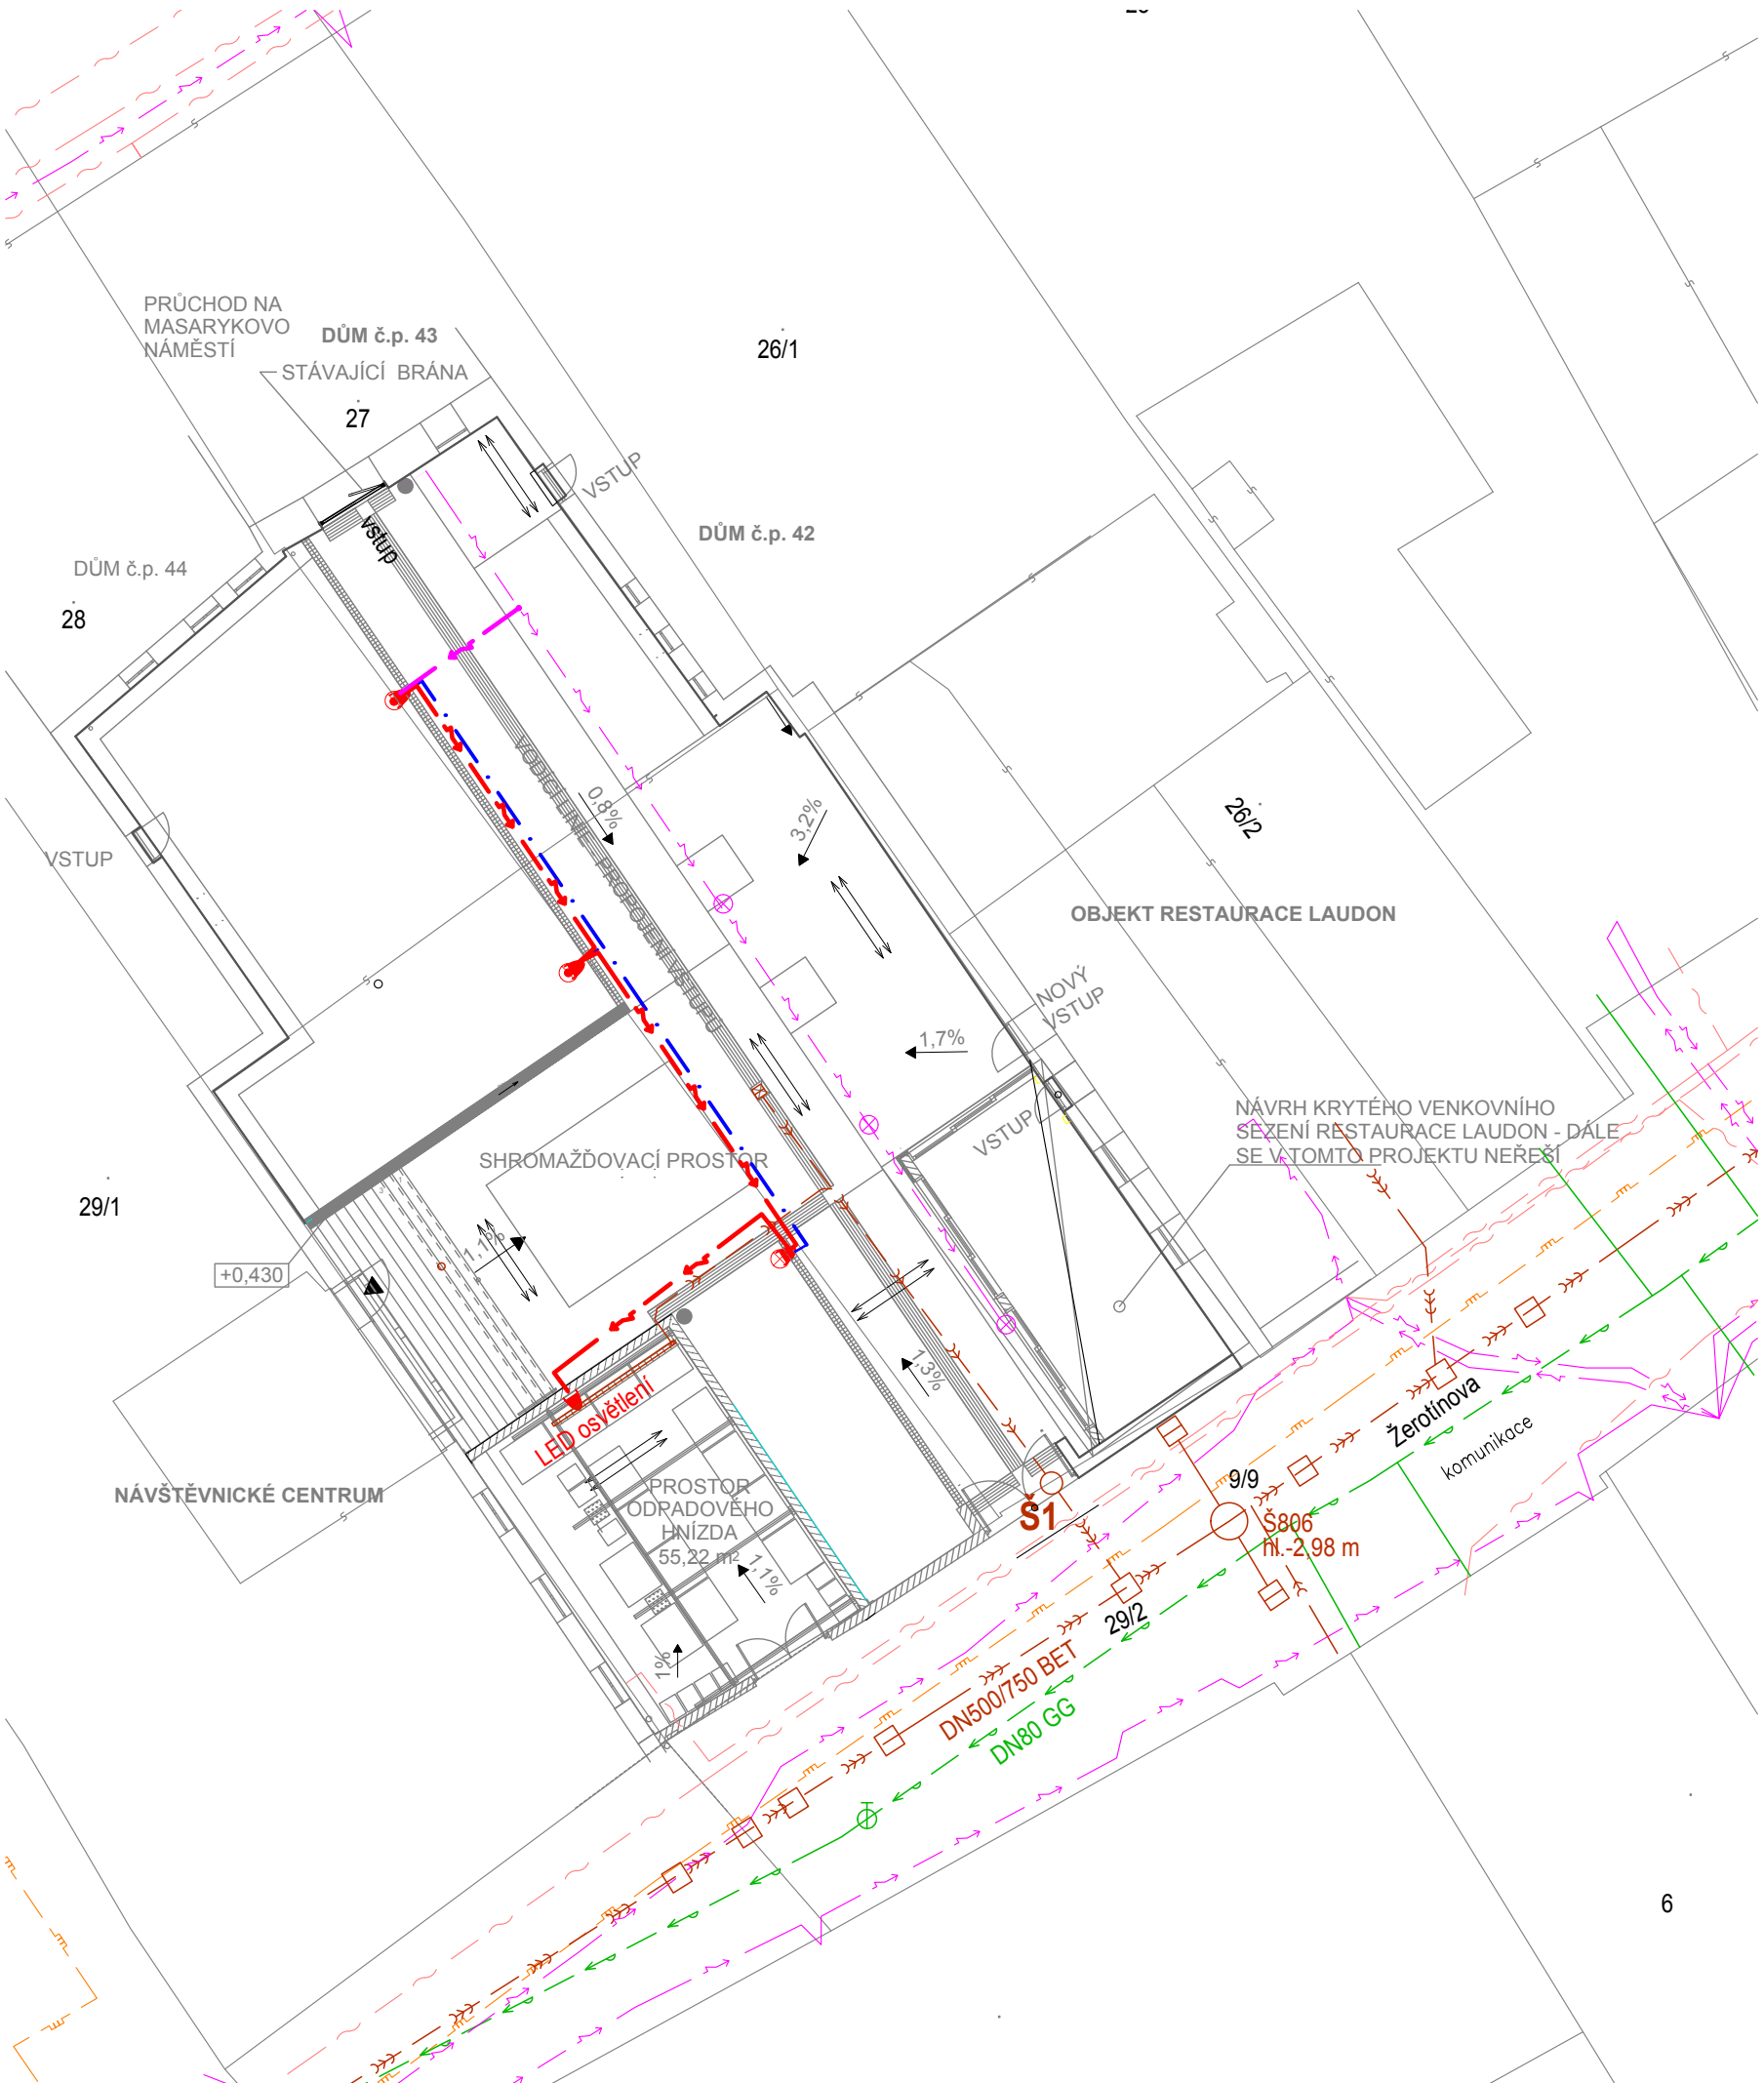 PRŮCHOD NA
MASARYKOVO
NÁMĚSTÍ
DŮM č.p. 43
STÁVAJÍCÍ BRÁNA
27
26/1
VSTUP
vstup
DŮM č.p. 42
DŮM č.p. 44
28
VODÍCÍ LINIE - PROPOJENÍ VSTUPŮ
0,8%
3,2%
26/2
VSTUP
OBJEKT RESTAURACE LAUDON
NOVÝ
VSTUP
1,7%
NÁVRH KRYTÉHO VENKOVNÍHO
SEZENÍ RESTAURACE LAUDON - DÁLE
SE V TOMTO PROJEKTU NEŘEŠÍ
VSTUP
SHROMAŽĎOVACÍ PROSTOR
29/1
1,1%
+0,430
1,3%
LED osvětlení
Žerotínova
komunikace
NÁVŠTĚVNICKÉ CENTRUM
PROSTOR
ODPADOVÉHO
HNÍZDA
55,22 m²
1,1%
9/9
Š1
Š806
hl.-2,98 m
29/2
1%
DN500/750 BET
DN80 GG
6